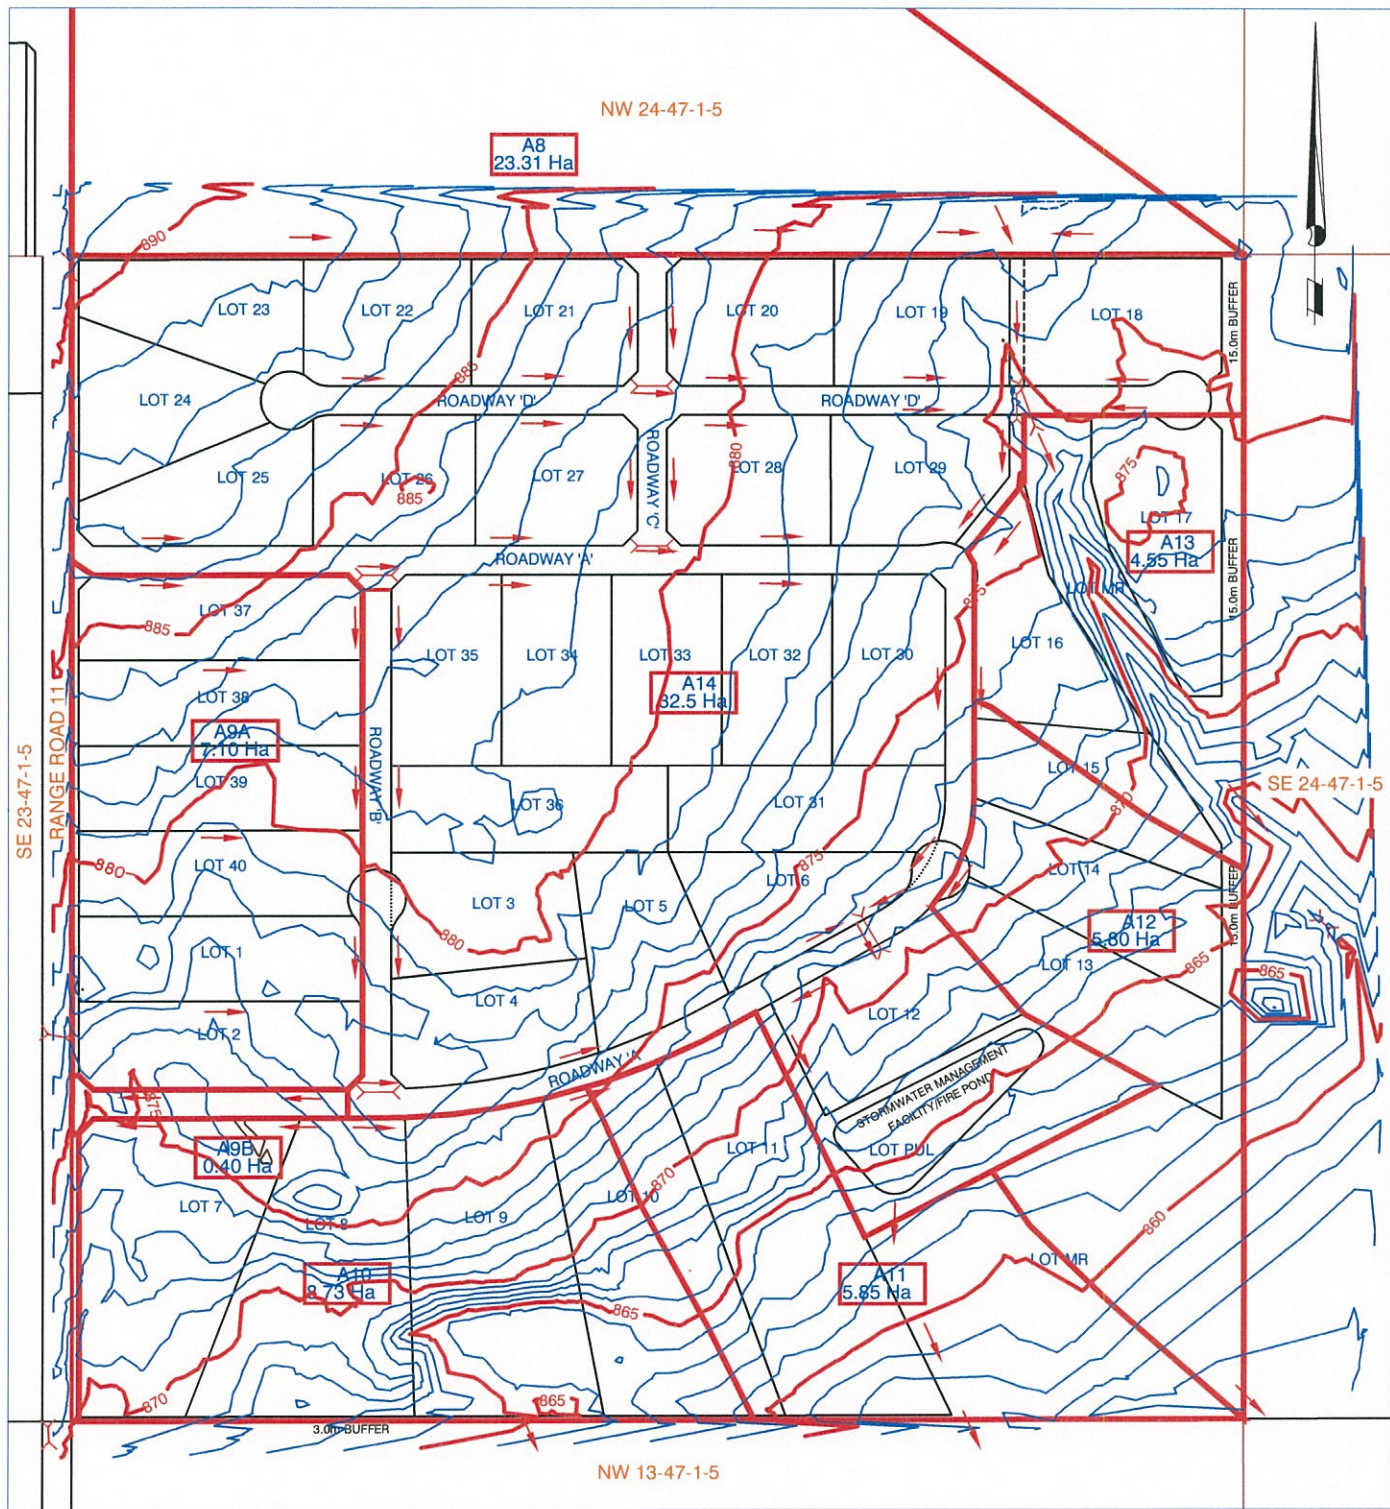 NW 24-47-1-5
A8
23.31 Ha
890
LOT 23
LOT 22
LOT 21
LOT 20
LOT 19
LOT 18
15.0m BUFFER
885
LOT 24
ROADWAY 'D'
ROADWAY 'D'
880
ROADWAY 'C'
LOT 25
LOT 26
885
LOT 27
LOT 28
LOT 29
875
LOT 17
A13
4.55 Ha
15.0m BUFFER
ROADWAY 'A'
LOT MR
875
LOT 37
885
LOT 35
LOT 34
LOT 33
LOT 32
LOT 30
LOT 16
A14
32.5 Ha
LOT 38
RANGE ROAD 11
A9A
7.10 Ha
ROADWAY 'B'
SE 23-47-1-5
LOT 39
LOT 36
LOT 31
LOT 15
870
SE 24-47-1-5
880
LOT 40
875
LOT 6
LOT 14
LOT 3
LOT 5
15.0m BUFFER
A12
5.80 Ha
880
LOT 1
LOT 13
865
865
LOT 4
LOT 12
LOT 2
ROADWAY 'A'
STORMWATER MANAGEMENT
FACILITY/FIRE POND
875
A9B
0.40 Ha
LOT 11
LOT PUL
870
LOT 7
LOT 8
LOT 9
LOT 10
860
LOT MR
A10
8.73 Ha
A11
5.85 Ha
865
870
865
3.0m BUFFER
NW 13-47-1-5